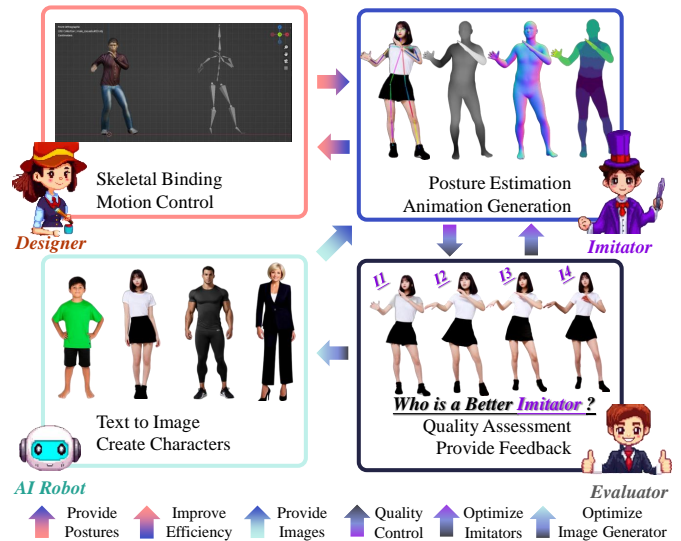 Skeletal Binding
Motion Control
Designer
Posture Estimation
Animation Generation
Imitator
Text to Image
Create Characters
AI Robot
I1 I2 I3 I4
Who is a Better Imitator ?
Quality Assessment
Provide Feedback
Evaluator
Provide
Postures
Improve
Efficiency
Provide
Images
Quality
Control
Optimize
Imitators
Optimize
Image Generator